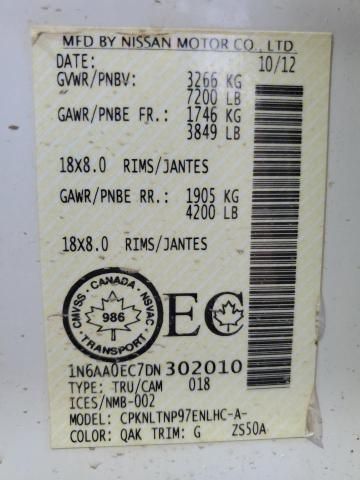 MFD BY NISSAN MOTOR CO., LTD.
DATE: 10/12
GVWR/PNBV: 3266 KG
7200 LB
GAWR/PNBE FR.: 1746 KG
3849 LB
18X8.0 RIMS/JANTES
GAWR/PNBE RR.: 1905 KG
4200 LB
18X8.0 RIMS/JANTES
CMVSS · CANADA · NSVAC · TRANSPORT ·
986
EC
1N6AA0EC7DN 302010
TYPE: TRU/CAM 018
ICES/NMB-002
MODEL: CPKNLTNP97ENLHC-A-
COLOR: QAK TRIM: G ZS50A